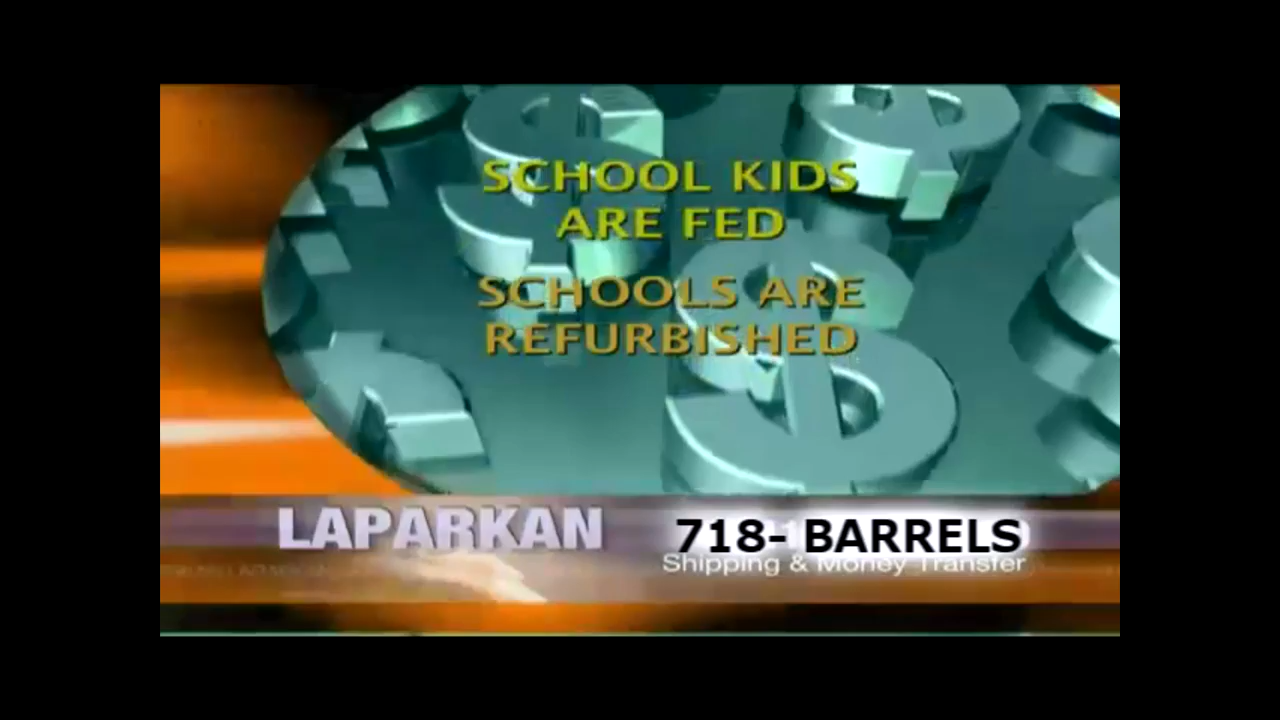 SCHOOL KIDS
ARE FED
SCHOOLS ARE
REFURBISHED
LAPARKAN
718- BARRELS
Shipping & Money Transfer